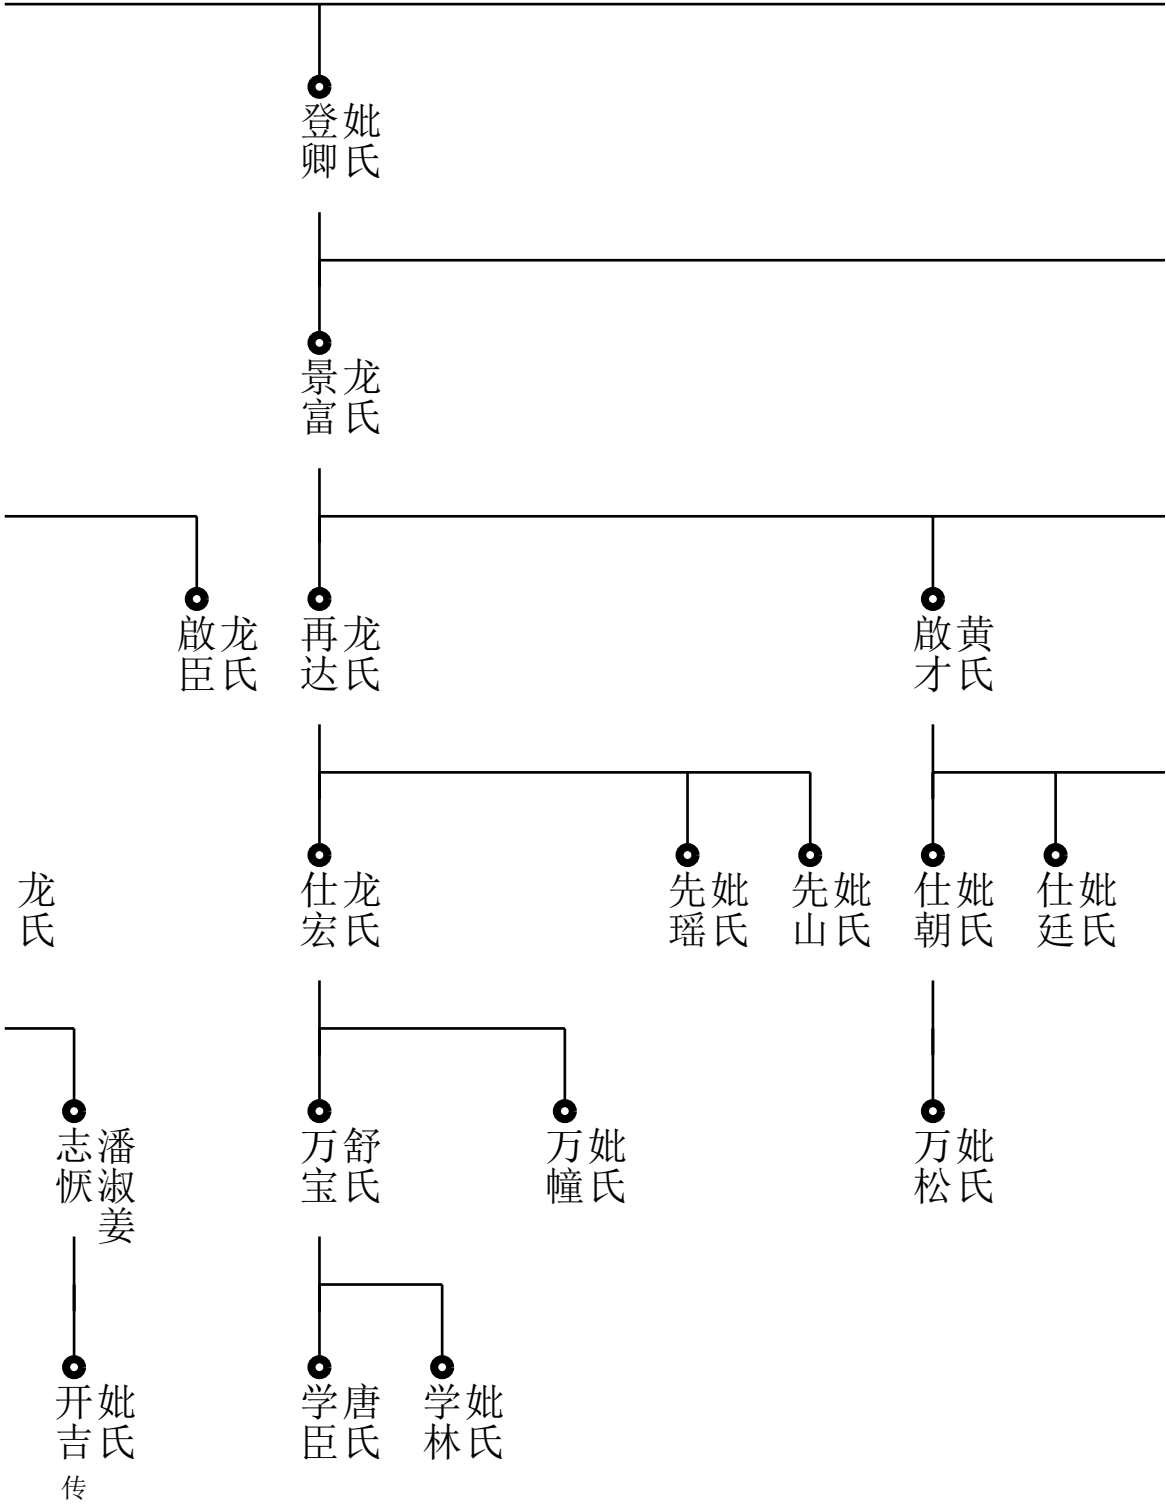 登卿
妣氏
景富
龙氏
啟臣
龙氏
再达
龙氏
啟才
黄氏
龙氏
仕宏
龙氏
先瑶
妣氏
先山
妣氏
仕朝
妣氏
仕廷
妣氏
志恢
潘淑姜
万宝
舒氏
万幢
妣氏
万松
妣氏
开吉
妣氏
传
学臣
唐氏
学林
妣氏